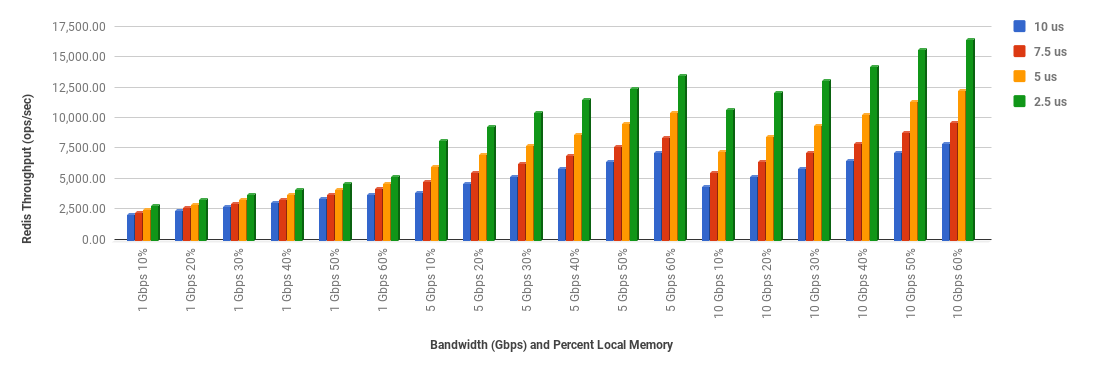 Redis Throughput (ops/sec)
17,500.00
15,000.00
12,500.00
10,000.00
7,500.00
5,000.00
2,500.00
0.00
1 Gbps 10%
1 Gbps 20%
1 Gbps 30%
1 Gbps 40%
1 Gbps 50%
1 Gbps 60%
5 Gbps 10%
5 Gbps 20%
5 Gbps 30%
5 Gbps 40%
5 Gbps 50%
5 Gbps 60%
10 Gbps 10%
10 Gbps 20%
10 Gbps 30%
10 Gbps 40%
10 Gbps 50%
10 Gbps 60%
Bandwidth (Gbps) and Percent Local Memory
10 us
7.5 us
5 us
2.5 us